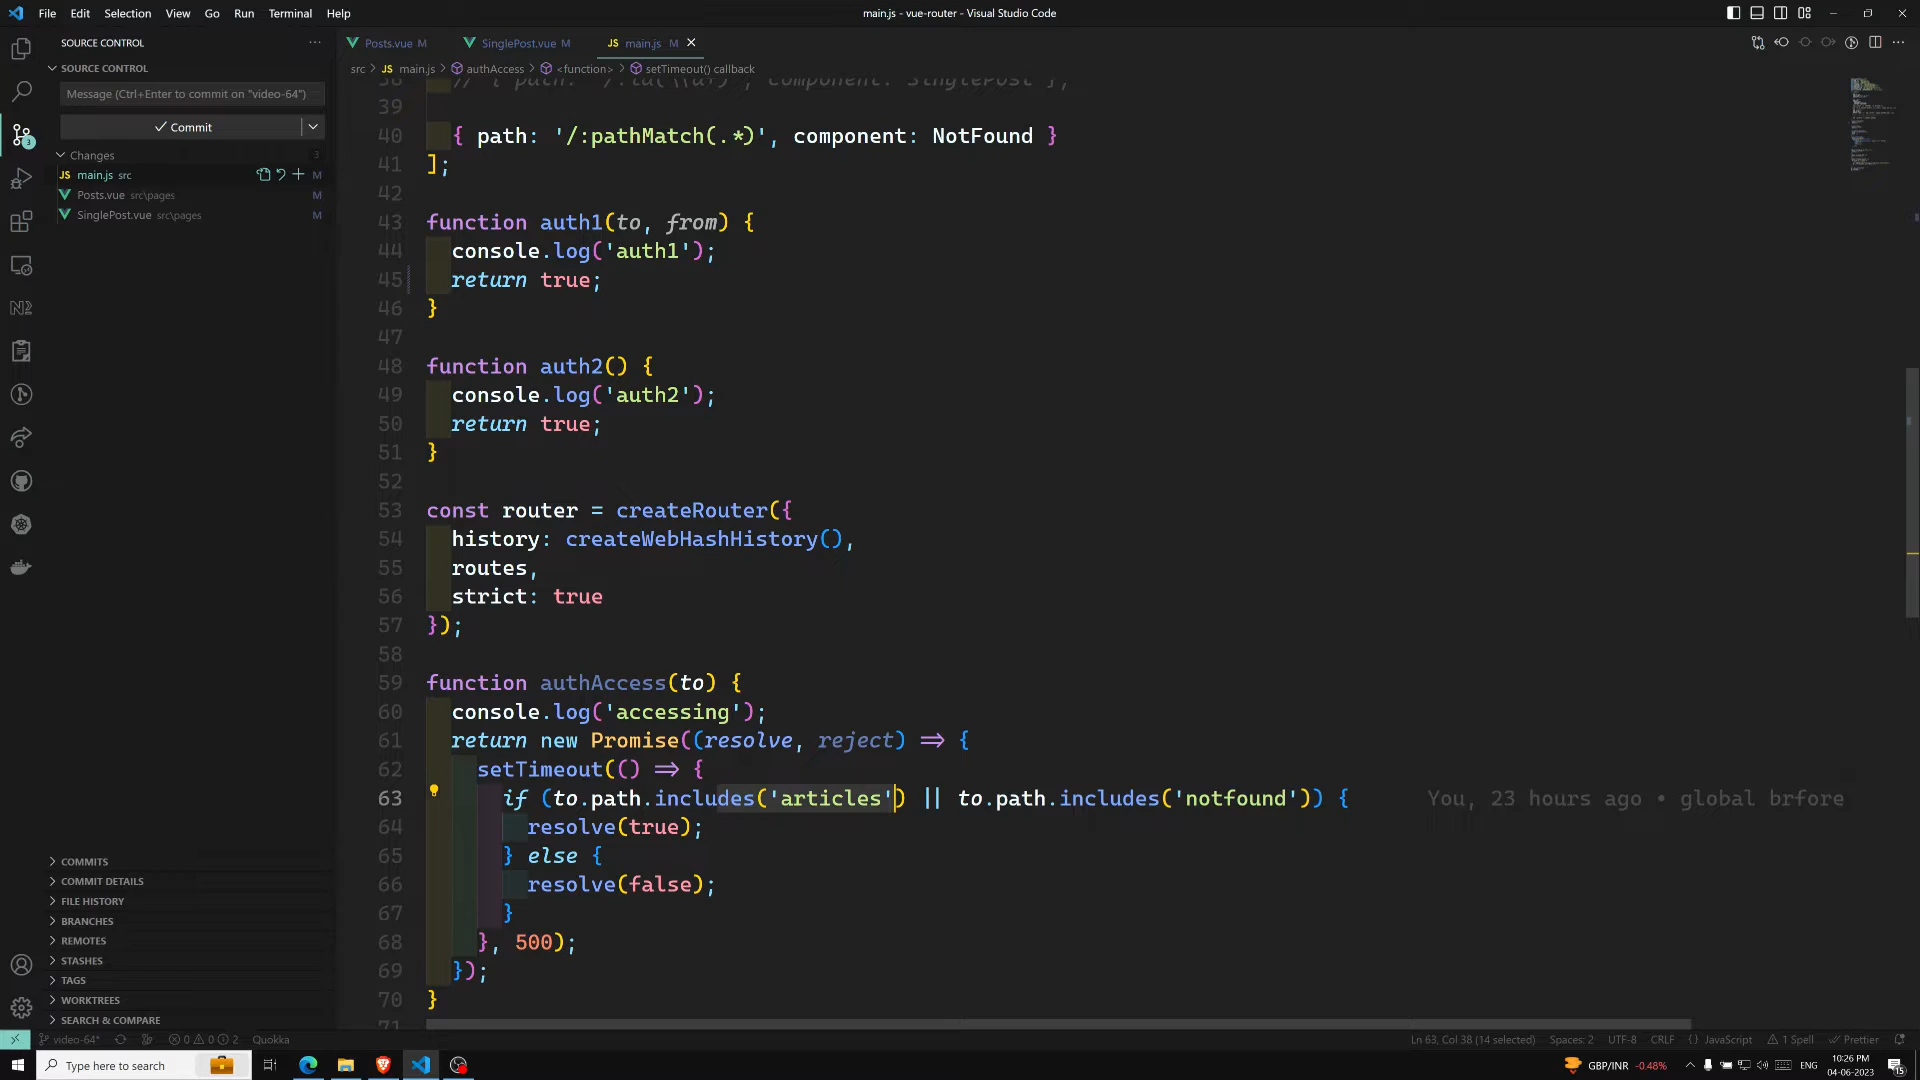 File Edit Selection View Go Run Terminal Help
main.js - vue-router - Visual Studio Code
SOURCE CONTROL
SOURCE CONTROL
Message (Ctrl+Enter to commit on "video-64")
Commit
Changes 3
main.js src M
Posts.vue src\pages M
SinglePost.vue src\pages M
COMMITS
COMMIT DETAILS
FILE HISTORY
BRANCHES
REMOTES
STASHES
TAGS
WORKTREES
SEARCH & COMPARE
Posts.vue M SinglePost.vue M JS main.js M
src > JS main.js > authAccess > <function> > setTimeout() callback
39
40 { path: '/:pathMatch(.*)', component: NotFound }
41 ];
42
43 function auth1(to, from) {
44 console.log('auth1');
45 return true;
46 }
47
48 function auth2() {
49 console.log('auth2');
50 return true;
51 }
52
53 const router = createRouter({
54 history: createWebHashHistory(),
55 routes,
56 strict: true
57 });
58
59 function authAccess(to) {
60 console.log('accessing');
61 return new Promise((resolve, reject) => {
62 setTimeout(() => {
63 if (to.path.includes('articles') || to.path.includes('notfound')) { You, 23 hours ago • global brfore
64 resolve(true);
65 } else {
66 resolve(false);
67 }
68 }, 500);
69 });
70 }
71
video-64* 0 0 2 Quokka
Ln 63, Col 38 (14 selected) Spaces: 2 UTF-8 CRLF {} JavaScript 1 Spell Prettier
Type here to search
GBP/INR -0.48% ENG 10:26 PM 04-06-2023 15